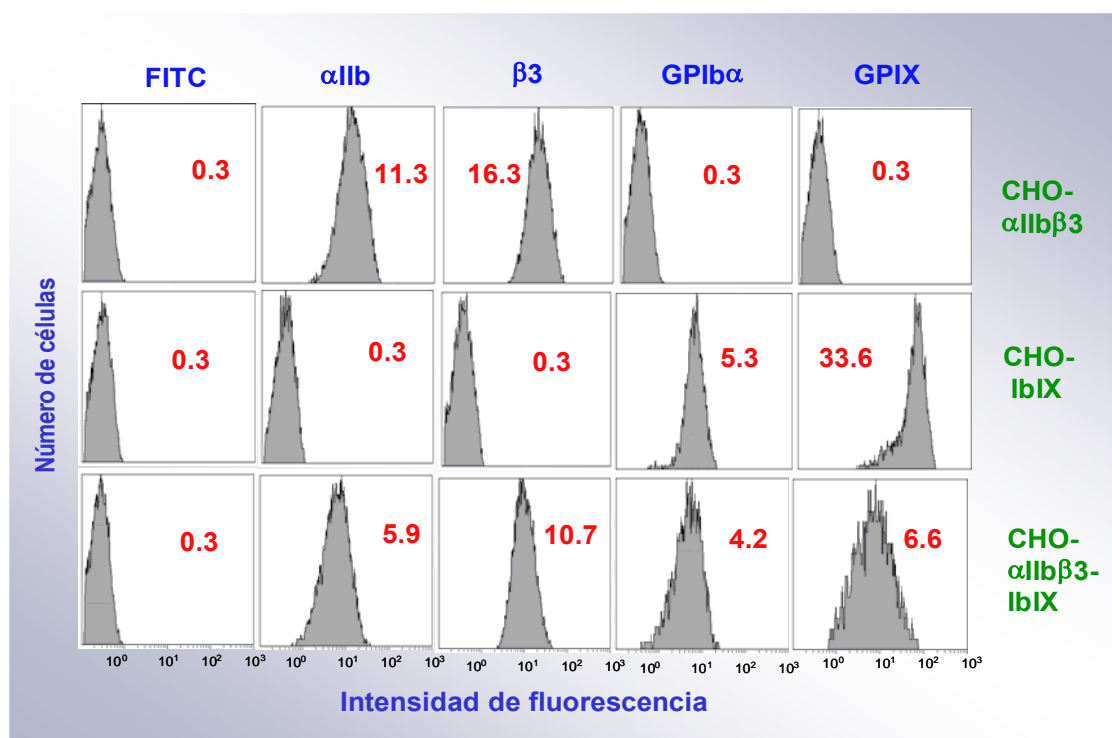 FITC αIIb β3 GPIbα GPIX
0.3 11.3 16.3 0.3 0.3
CHO-
αIIbβ3
Número de células
0.3 0.3 0.3 5.3 33.6
CHO-
IbIX
0.3 5.9 10.7 4.2 6.6
CHO-
αIIbβ3-
IbIX
10⁰ 10¹ 10² 10³ 10⁰ 10¹ 10² 10³ 10⁰ 10¹ 10² 10³ 10⁰ 10¹ 10² 10³ 10⁰ 10¹ 10² 10³
Intensidad de fluorescencia